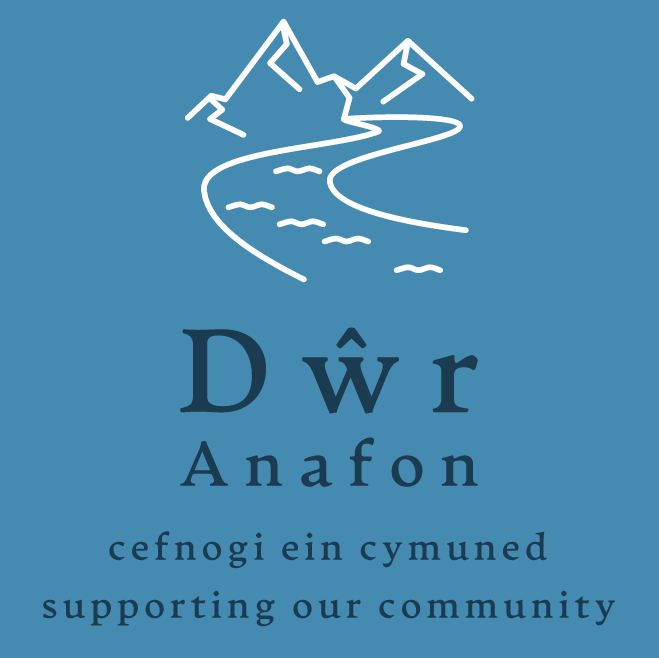 Dŵr
Anafon
cefnogi ein cymuned
supporting our community